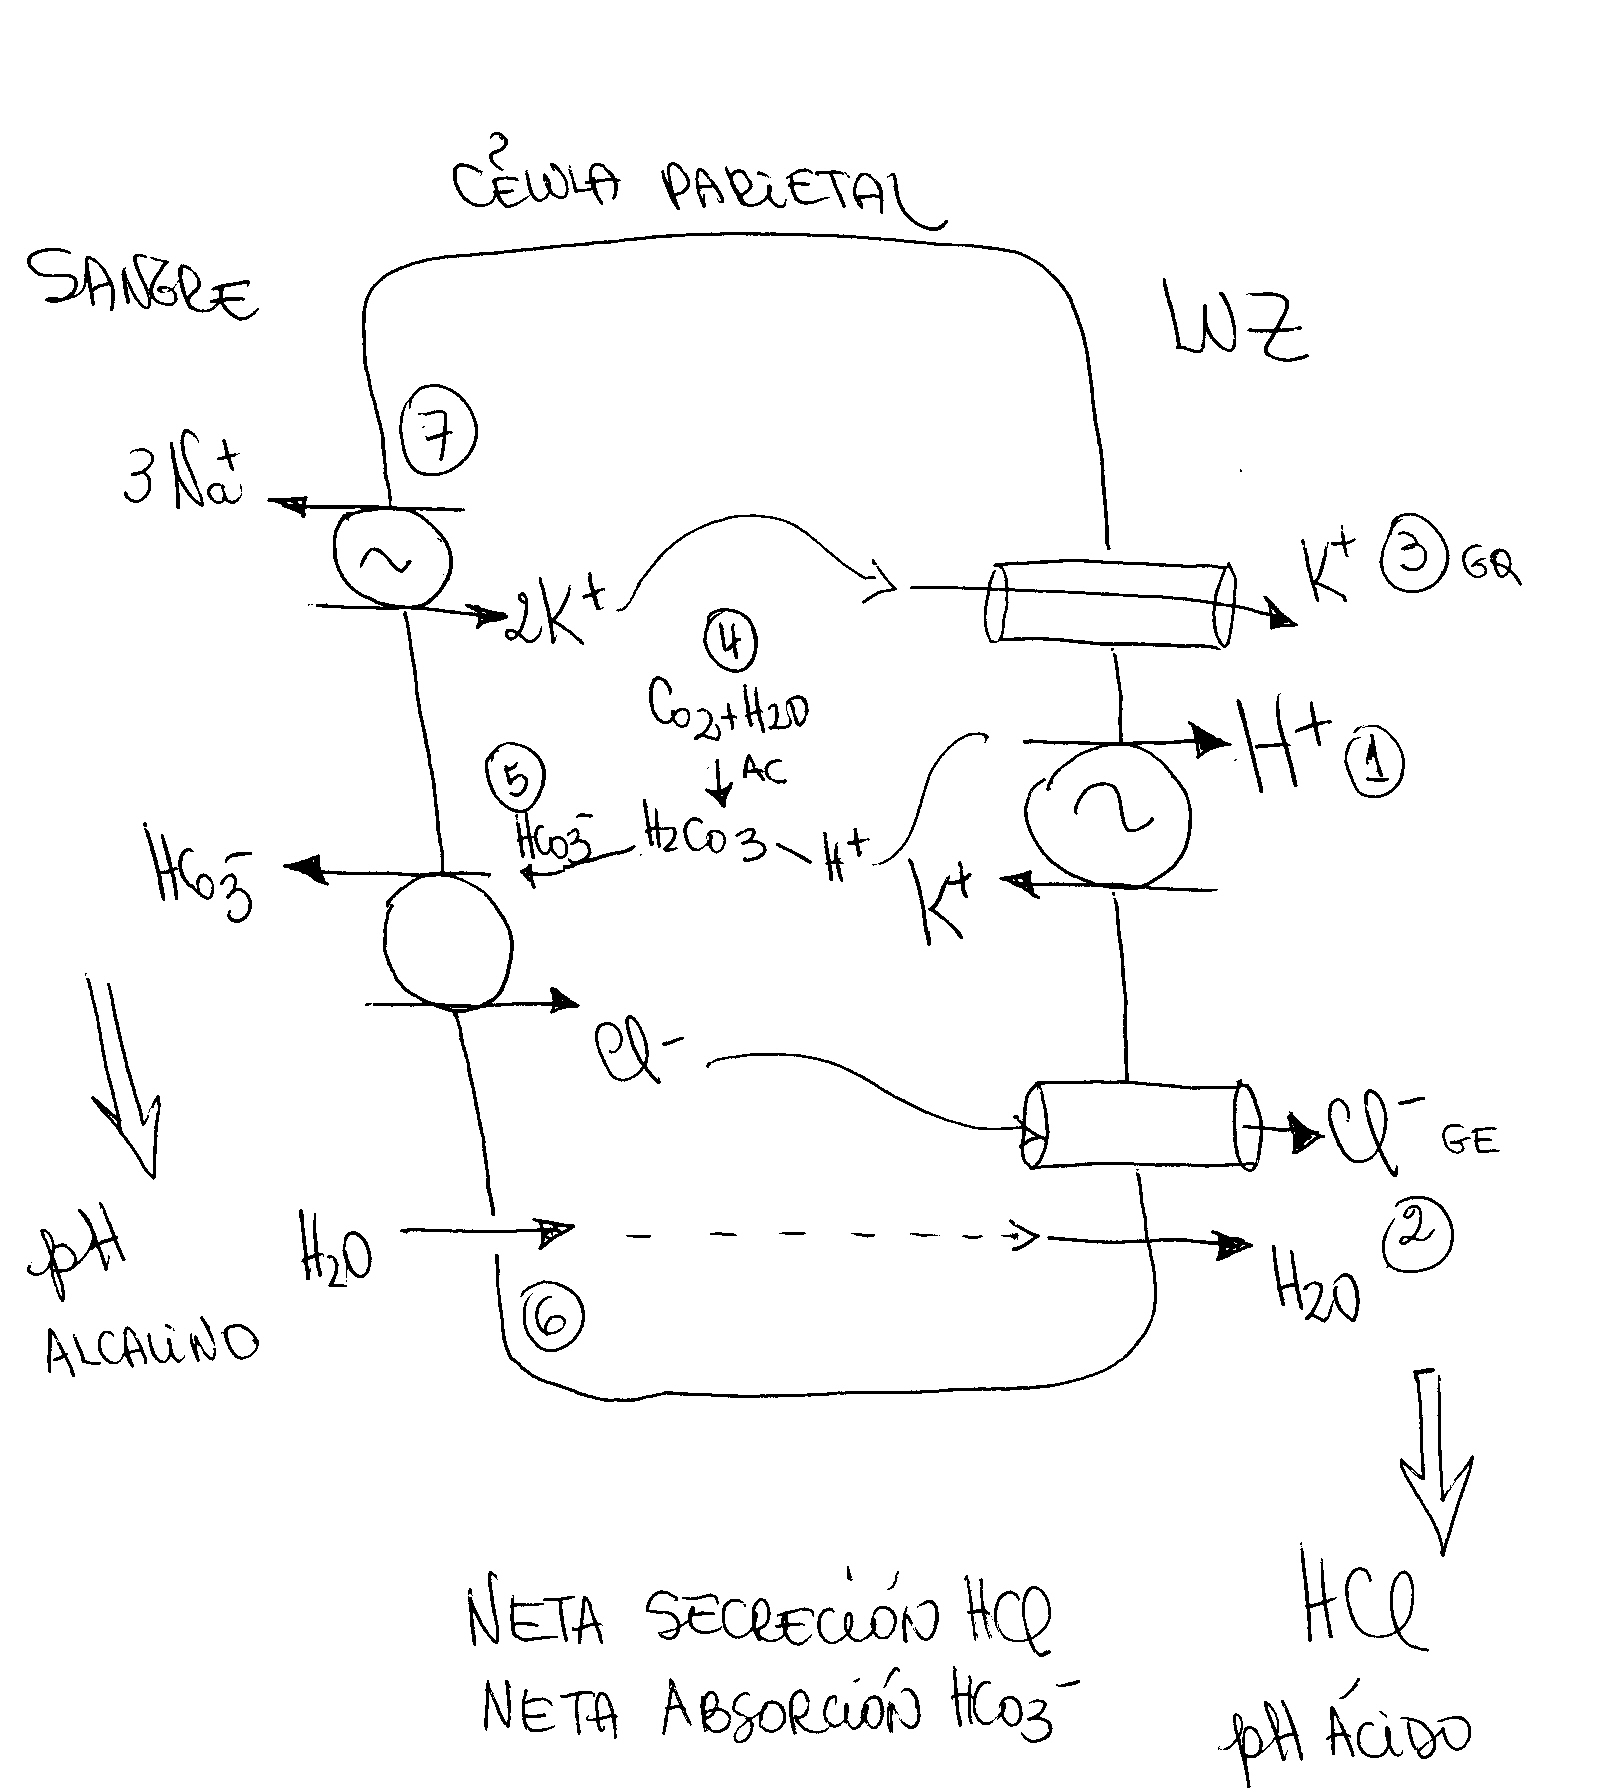 CÉLULA PARIETAL
SANGRE
LUZ
7
3 Na+
2K+
K+ 3 GQ
4
CO2+H2O
AC
H+ 1
5
HCO3-
HCO3- H2CO3 H+
K+
Cl-
Cl- GE
2
pH
ALCALINO
H2O
H2O
6
NETA SECRECIÓN HCl
NETA ABSORCIÓN HCO3-
HCl
pH ÁCIDO